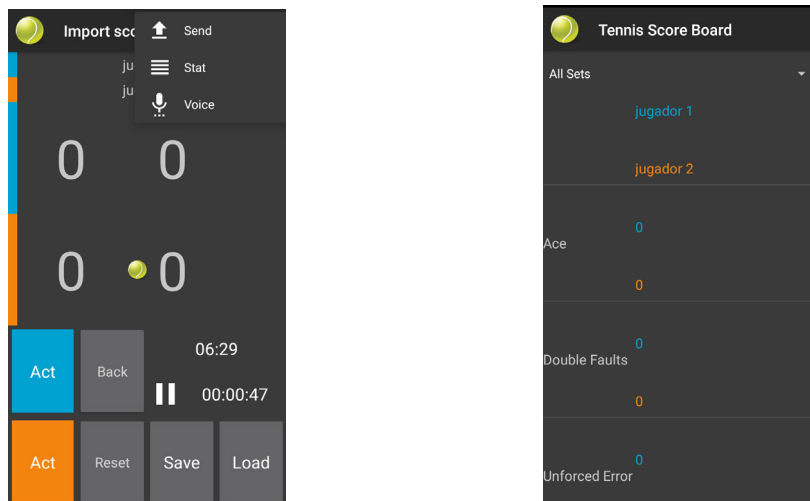 Import sco
Send
Stat
Voice
ju
ju
0 0
0 0
06:29
Act
Back
00:00:47
Act
Reset
Save
Load
Tennis Score Board
All Sets
jugador 1
jugador 2
Ace
0
0
Double Faults
0
0
Unforced Error
0